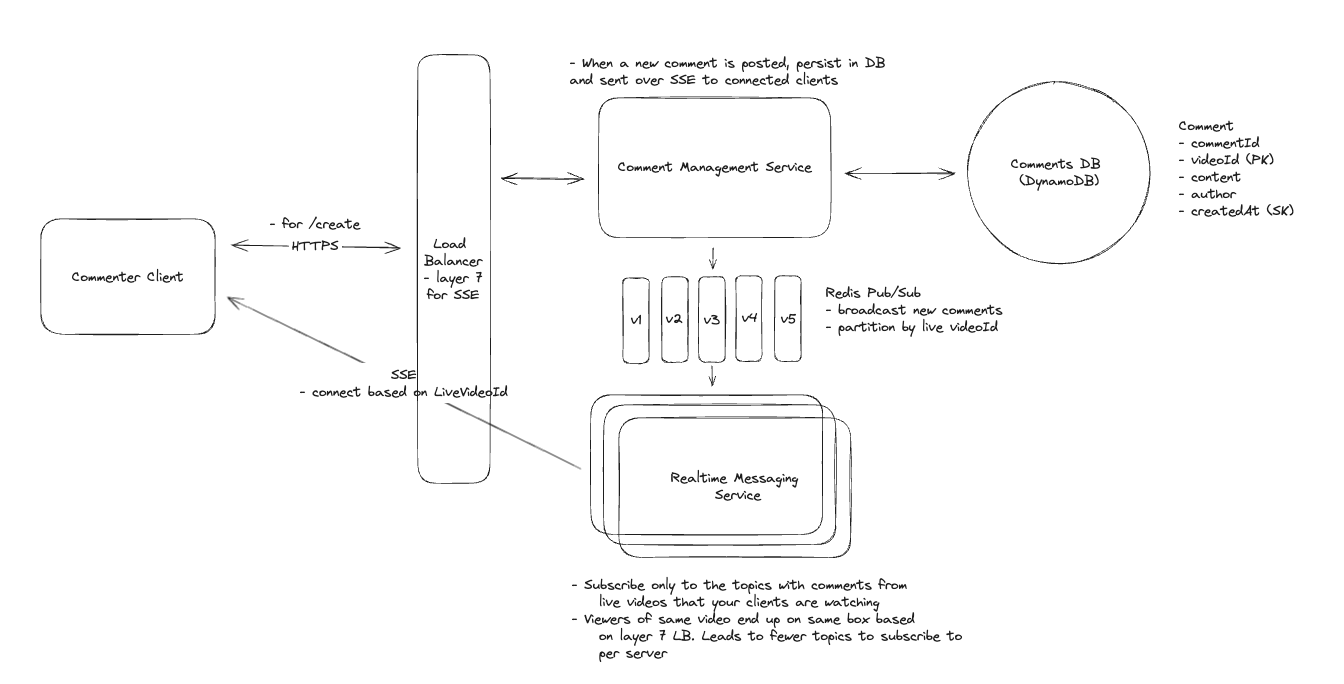 - When a new comment is posted, persist in DB
and sent over SSE to connected clients
Comment Management Service
Comments DB
(DynamoDB)
Comment
- commentId
- videoId (PK)
- content
- author
- createdAt (SK)
- for /create
HTTPS
Commenter Client
Load
Balancer
- layer 7
for SSE
v1
v2
v3
v4
v5
Redis Pub/Sub
- broadcast new comments
- partition by live videoId
SSE
- connect based on LiveVideoId
Realtime Messaging
Service
- Subscribe only to the topics with comments from
live videos that your clients are watching
- Viewers of same video end up on same box based
on layer 7 LB. Leads to fewer topics to subscribe to
per server